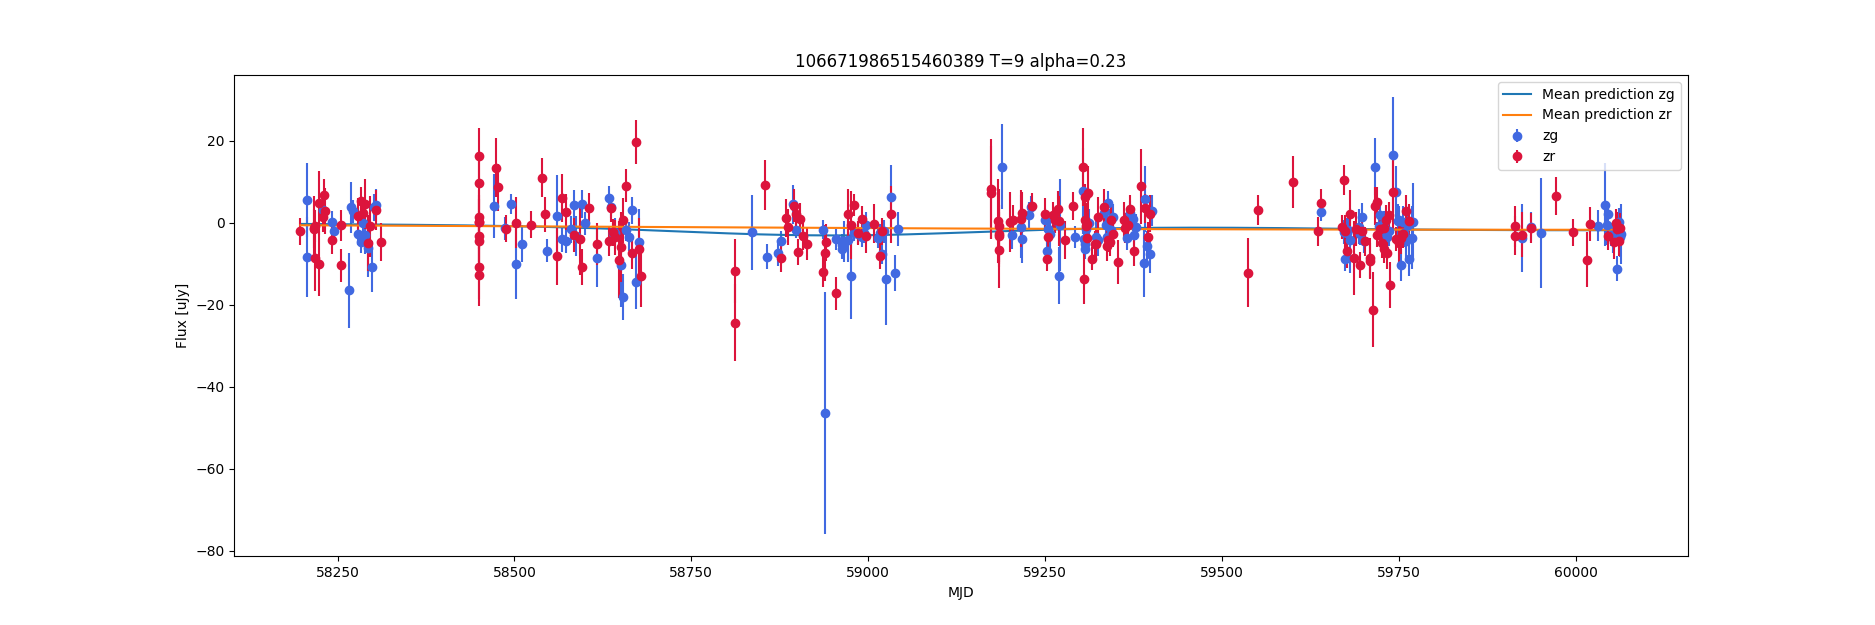 106671986515460389 T=9 alpha=0.23
Mean prediction zg
Mean prediction zr
zg
zr
20
0
−20
−40
−60
−80
Flux [uJy]
58250
58500
58750
59000
59250
59500
59750
60000
MJD